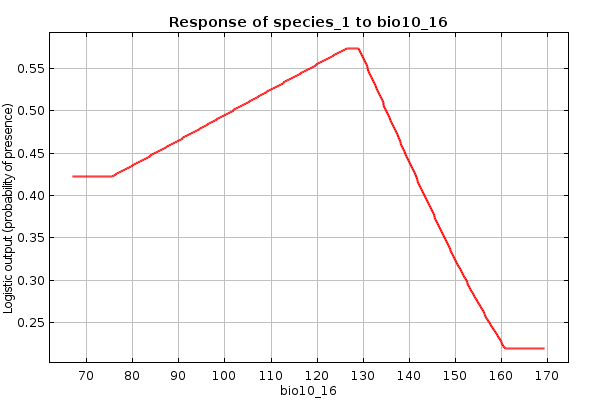 Response of species_1 to bio10_16
Logistic output (probability of presence)
0.55
0.50
0.45
0.40
0.35
0.30
0.25
70 80 90 100 110 120 130 140 150 160 170
bio10_16